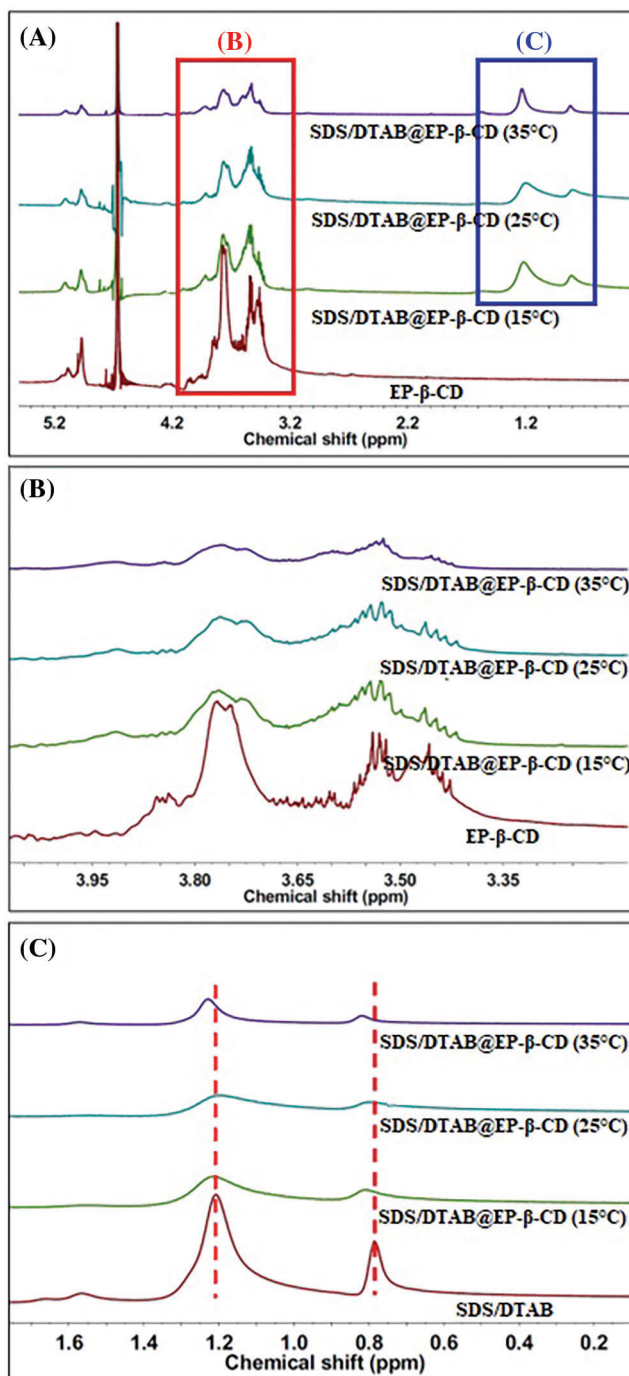 (A)
(B)
(C)
SDS/DTAB@EP-β-CD (35°C)
SDS/DTAB@EP-β-CD (25°C)
SDS/DTAB@EP-β-CD (15°C)
EP-β-CD
5.2 4.2 3.2 2.2 1.2
Chemical shift (ppm)
(B)
SDS/DTAB@EP-β-CD (35°C)
SDS/DTAB@EP-β-CD (25°C)
SDS/DTAB@EP-β-CD (15°C)
EP-β-CD
3.95 3.80 3.65 3.50 3.35
Chemical shift (ppm)
(C)
SDS/DTAB@EP-β-CD (35°C)
SDS/DTAB@EP-β-CD (25°C)
SDS/DTAB@EP-β-CD (15°C)
SDS/DTAB
1.6 1.4 1.2 1.0 0.8 0.6 0.4 0.2
Chemical shift (ppm)